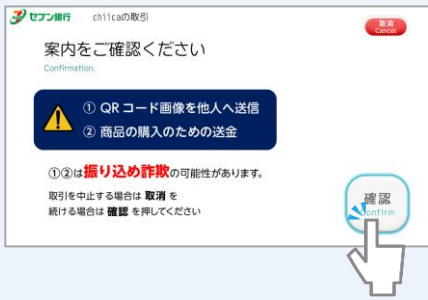 セブン銀行 chiicaの取引
取消
Cancel
案内をご確認ください
Confirmation.
① QRコード画像を他人へ送信
② 商品の購入のための送金
①②は振り込め詐欺の可能性があります。
取引を中止する場合は 取消 を
続ける場合は 確認 を押してください
確認
Confirm